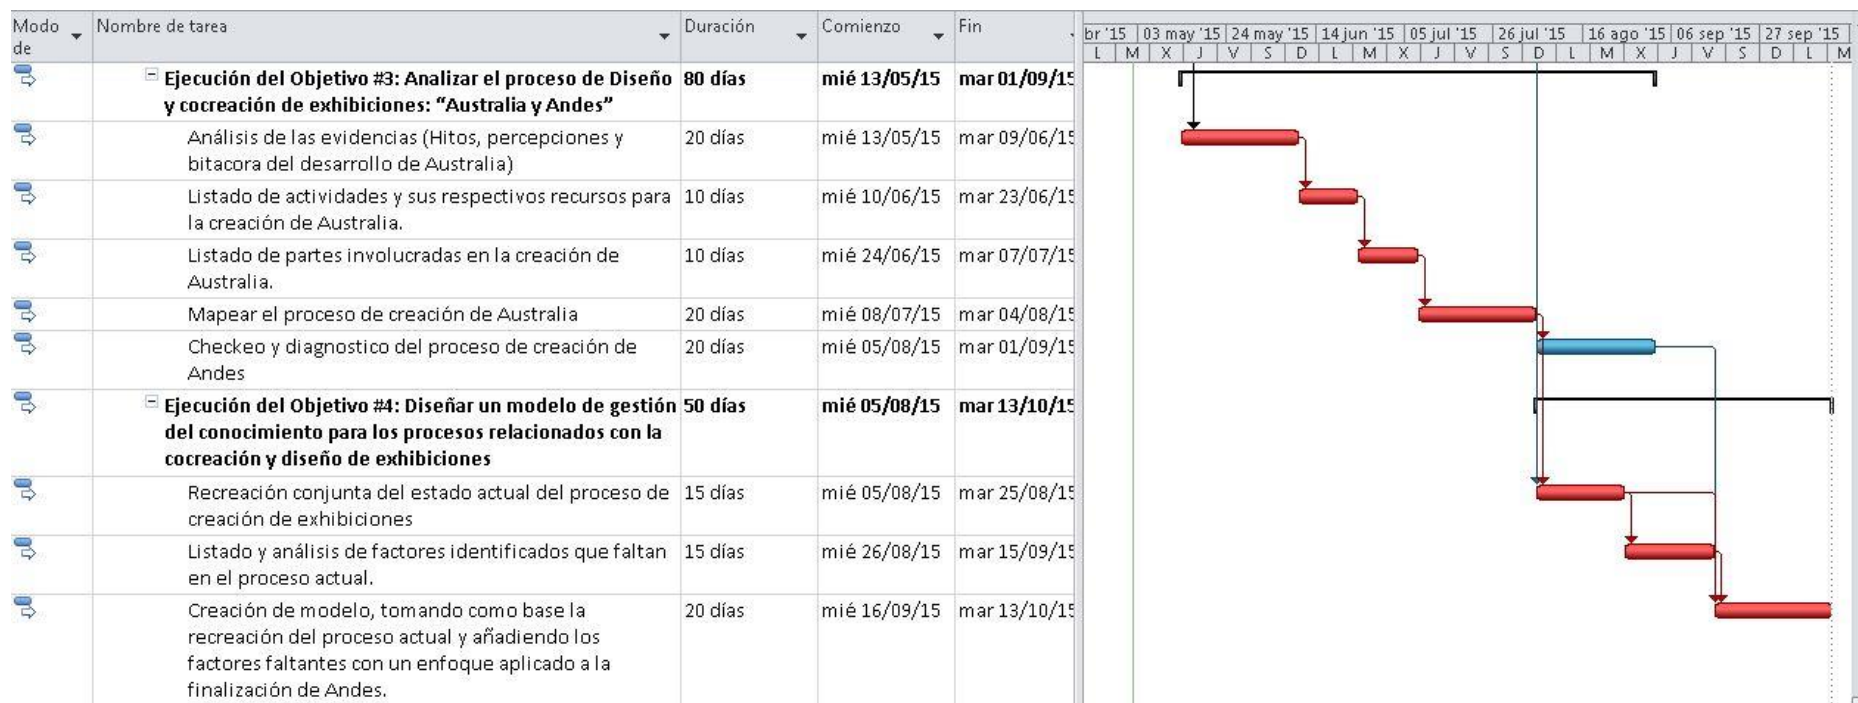 Modo de
Nombre de tarea
Duración
Comienzo
Fin
br '15 03 may '15 24 may '15 14 jun '15 05 jul '15 26 jul '15 16 ago '15 06 sep '15 27 sep '15
L M X J V S D L M X J V S D L M X J V S D L M
Ejecución del Objetivo #3: Analizar el proceso de Diseño 80 días mié 13/05/15 mar 01/09/15
y cocreación de exhibiciones: “Australia y Andes”
Análisis de las evidencias (Hitos, percepciones y 20 días mié 13/05/15 mar 09/06/15
bitacora del desarrollo de Australia)
Listado de actividades y sus respectivos recursos para 10 días mié 10/06/15 mar 23/06/15
la creación de Australia.
Listado de partes involucradas en la creación de 10 días mié 24/06/15 mar 07/07/15
Australia.
Mapear el proceso de creación de Australia 20 días mié 08/07/15 mar 04/08/15
Checkeo y diagnostico del proceso de creación de 20 días mié 05/08/15 mar 01/09/15
Andes
Ejecución del Objetivo #4: Diseñar un modelo de gestión 50 días mié 05/08/15 mar 13/10/15
del conocimiento para los procesos relacionados con la
cocreación y diseño de exhibiciones
Recreación conjunta del estado actual del proceso de 15 días mié 05/08/15 mar 25/08/15
creación de exhibiciones
Listado y análisis de factores identificados que faltan 15 días mié 26/08/15 mar 15/09/15
en el proceso actual.
Creación de modelo, tomando como base la 20 días mié 16/09/15 mar 13/10/15
recreación del proceso actual y añadiendo los
factores faltantes con un enfoque aplicado a la
finalización de Andes.